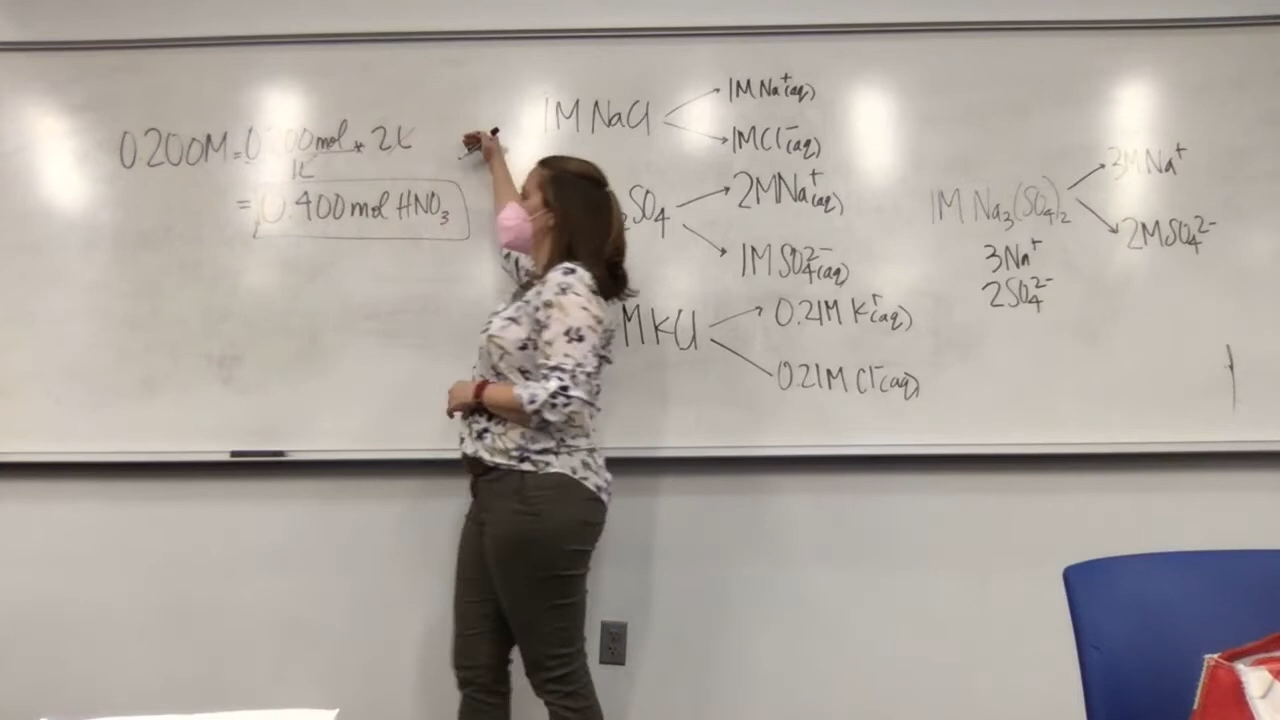 0.200M = 0.200 mol/1L * 2L
= 0.400 mol HNO₃
1M NaCl
1M Na⁺(aq)
1M Cl⁻(aq)
₂SO₄
2M Na⁺(aq)
1M SO₄²⁻(aq)
M KCl
0.21M K⁺(aq)
0.21M Cl⁻(aq)
1M Na₃(SO₄)₂
3M Na⁺
2M SO₄²⁻
3Na⁺
2SO₄²⁻